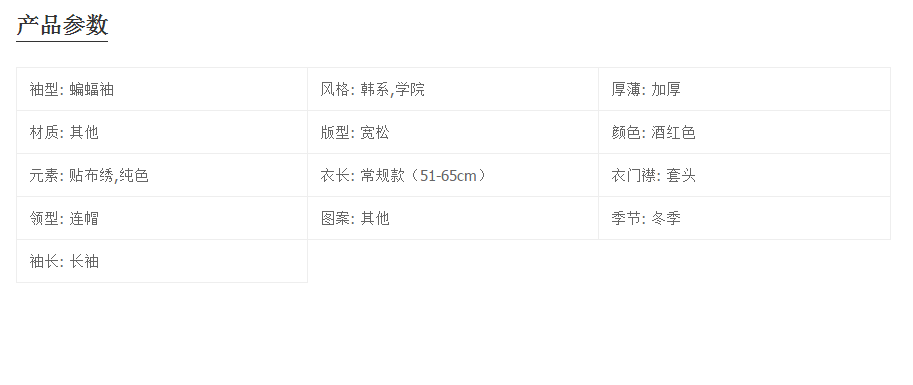 产品参数
袖型: 蝙蝠袖 风格: 韩系,学院 厚薄: 加厚
材质: 其他 版型: 宽松 颜色: 酒红色
元素: 贴布绣,纯色 衣长: 常规款（51-65cm） 衣门襟: 套头
领型: 连帽 图案: 其他 季节: 冬季
袖长: 长袖